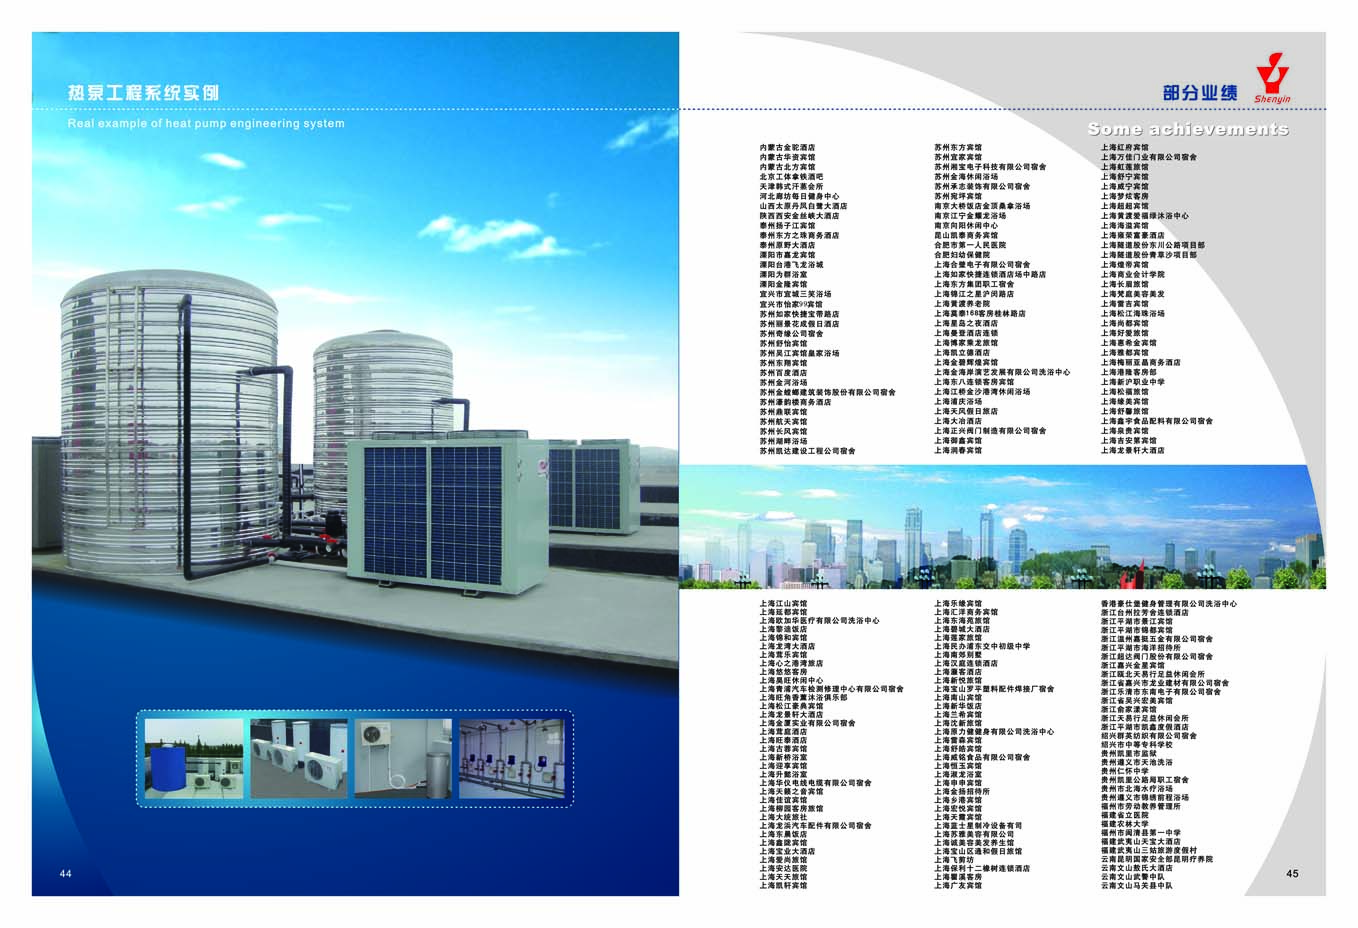 热泵工程系统实例
Real example of heat pump engineering system
44
部分业绩
Shenyin
Some achievements
内蒙古金驼酒店
内蒙古华资宾馆
内蒙古北方宾馆
北京工体拿铁酒吧
天津韩式汗蒸会所
河北廊坊每日健身中心
山西太原丹凤白鹭大酒店
陕西西安金丝峡大酒店
泰州扬子江宾馆
泰州东方之珠商务酒店
泰州原野大酒店
溧阳市嘉龙宾馆
溧阳台港飞龙浴城
溧阳为群浴室
溧阳金隆宾馆
宜兴市宜城三笑浴场
宜兴市怡家99宾馆
苏州如家快捷宝带路店
苏州丽景花成假日酒店
苏州奇缘公司宿舍
苏州舒怡宾馆
苏州吴江宾馆皇家浴场
苏州东翔宾馆
苏州百度酒店
苏州金河浴场
苏州金螳螂建筑装饰股份有限公司宿舍
苏州潘韵楼商务酒店
苏州鼎联宾馆
苏州航天宾馆
苏州长风宾馆
苏州湖畔浴场
苏州凯达建设工程公司宿舍
苏州东方宾馆
苏州宜家宾馆
苏州湘宝电子科技有限公司宿舍
苏州金海休闲浴场
苏州承志装饰有限公司宿舍
苏州宛坪宾馆
南京大桥饭店金顶桑拿浴场
南京江宁金耀龙浴场
南京向阳休闲中心
昆山凯泰商务宾馆
合肥市第一人民医院
合肥妇幼保健院
上海合璧电子有限公司宿舍
上海如家快捷连锁酒店场中路店
上海东方集团职工宿舍
上海锦江之星沪闵路店
上海黄渡养老院
上海莫泰168客房桂林路店
上海星岛之夜酒店
上海曼亚酒店连锁
上海博家乘龙旅馆
上海凯立德酒店
上海金碧辉煌宾馆
上海金海岸演艺发展有限公司洗浴中心
上海东八连锁客房宾馆
上海江桥金沙港湾休闲浴场
上海浦庆浴场
上海天风假日旅店
上海大冶酒店
上海正兴阀门制造有限公司宿舍
上海御鑫宾馆
上海润春宾馆
上海红府宾馆
上海万佳门业有限公司宿舍
上海虹莲旅馆
上海舒宁宾馆
上海威宁宾馆
上海梦炫客房
上海超超宾馆
上海黄渡爱福绿沐浴中心
上海海溢宾馆
上海雍荣富豪酒店
上海隧道股份东川公路项目部
上海隧道股份青草沙项目部
上海煌帝宾馆
上海商业会计学院
上海长眉旅馆
上海梵庭美容美发
上海雷吉宾馆
上海松江海珠浴场
上海尚都宾馆
上海好爱旅馆
上海惠希金宾馆
上海雅都宾馆
上海梅丽亚晶商务酒店
上海港隆客房部
上海新沪职业中学
上海松福旅馆
上海缘美宾馆
上海舒馨旅馆
上海鑫宇食品配料有限公司宿舍
上海泉贵宾馆
上海吉安第宾馆
上海龙景轩大酒店
上海江山宾馆
上海延都宾馆
上海欧加华医疗有限公司洗浴中心
上海黎迪饭店
上海锦和宾馆
上海龙湾大酒店
上海莺乐宾馆
上海心之港湾旅店
上海悠悠客房
上海昊旺休闲中心
上海青浦汽车检测修理中心有限公司宿舍
上海旺角香薰沐浴俱乐部
上海松江豪典宾馆
上海龙景轩大酒店
上海金厦实业有限公司宿舍
上海莺庭酒店
上海旺泰酒店
上海古蓉宾馆
上海新桥浴室
上海迎享宾馆
上海升懿浴室
上海华仪电线电缆有限公司宿舍
上海天籁之音宾馆
上海佳谊宾馆
上海柳园客房旅馆
上海大统旅社
上海龙浜汽车配件有限公司宿舍
上海东晨饭店
上海鑫陇宾馆
上海宝业大酒店
上海爱尚旅馆
上海安达医院
上海天天旅馆
上海凯轩宾馆
上海乐缘宾馆
上海汇洋商务宾馆
上海东海苑旅馆
上海碧城大酒店
上海莲家旅馆
上海民办浦东交中初级中学
上海南郊别墅
上海汉庭连锁酒店
上海廉客酒店
上海新悦旅馆
上海宝山罗平塑料配件焊接厂宿舍
上海南山宾馆
上海新华饭店
上海兰希宾馆
上海汶新旅馆
上海原力健健身有限公司洗浴中心
上海雷森宾馆
上海舒皓宾馆
上海威铭食品有限公司宿舍
上海恒玉宾馆
上海淑龙浴室
上海申申宾馆
上海金扬招待所
上海乡港宾馆
上海宏悦宾馆
上海天霞宾馆
上海蓝士星制冷设备有司
上海苏雅美容有限公司
上海诚美容美发养生馆
上海宝山区通和假日旅馆
上海飞剪坊
上海保利十二橡树连锁酒店
上海馨溪客房
上海广友宾馆
香港豪仕堡健身管理有限公司洗浴中心
浙江台州拉芳舍连锁酒店
浙江平湖市景江宾馆
浙江平湖市锦都宾馆
浙江温州嘉挺五金有限公司宿舍
浙江平湖市海洋招待所
浙江超达阀门股份有限公司宿舍
浙江嘉兴金星宾馆
浙江瓯北天易行足益休闲会所
浙江省嘉兴市龙业建材有限公司宿舍
浙江乐清市东南电子有限公司宿舍
浙江省吴兴宏美宾馆
浙江俞家漾宾馆
浙江天易行足益休闲会所
浙江平湖市凯鑫度假酒店
绍兴群英纺织有限公司宿舍
绍兴市中等专科学校
贵州凯里市监狱
贵州遵义市天池洗浴
贵州仁怀中学
贵州凯里公路局职工宿舍
贵州市北海水疗浴场
贵州遵义市锦绣前程浴场
福州市劳动教养管理所
福建省立医院
福建农林大学
福州市闽清县第一中学
福建武夷山天宝大酒店
福建武夷山三姑旅游度假村
云南昆明国家安全部昆明疗养院
云南文山敖氏大酒店
云南文山武警中队
云南文山马关县中队
45